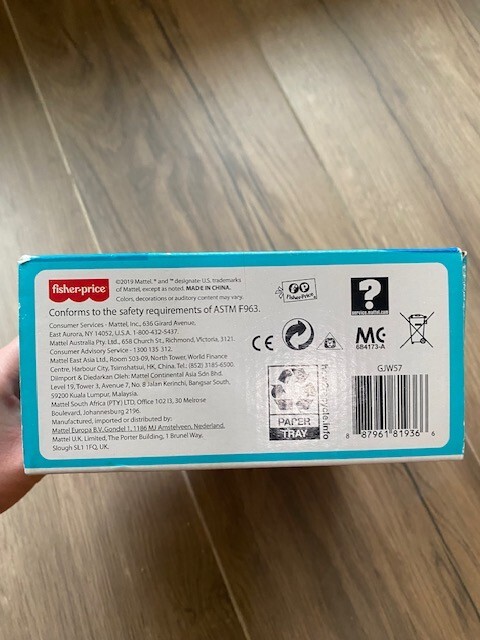 fisher-price
©2019 Mattel. ® and ™ designate U.S. trademarks
of Mattel, except as noted. MADE IN CHINA.
Colors, decorations or auditory content may vary.
Conforms to the safety requirements of ASTM F963.
Consumer Services - Mattel, Inc., 636 Girard Avenue,
East Aurora, NY 14052, U.S.A. 1-800-432-5437.
Mattel Australia Pty. Ltd., 658 Church St., Richmond, Victoria, 3121.
Consumer Advisory Service - 1300 135 312.
Mattel East Asia Ltd., Room 503-09, North Tower, World Finance
Centre, Harbour City, Tsimshatsui, HK, China. Tel.: (852) 3185-6500.
Diimport & Diedarkan Oleh: Mattel Continental Asia Sdn Bhd.
Level 19, Tower 3, Avenue 7, No. 8 Jalan Kerinchi, Bangsar South,
59200 Kuala Lumpur, Malaysia.
Mattel South Africa (PTY) LTD, Office 102 I3, 30 Melrose
Boulevard, Johannesburg 2196.
Manufactured, imported or distributed by:
Mattel Europa B.V., Gondel 1, 1186 MJ Amstelveen, Nederland.
Mattel U.K. Limited, The Porter Building, 1 Brunel Way,
Slough SL1 1FQ, UK.
FP
Fisher-Price
?
service.mattel.com
CE
MC
684173-A
PAPER
TRAY
GJW57
8 87961 81936 6